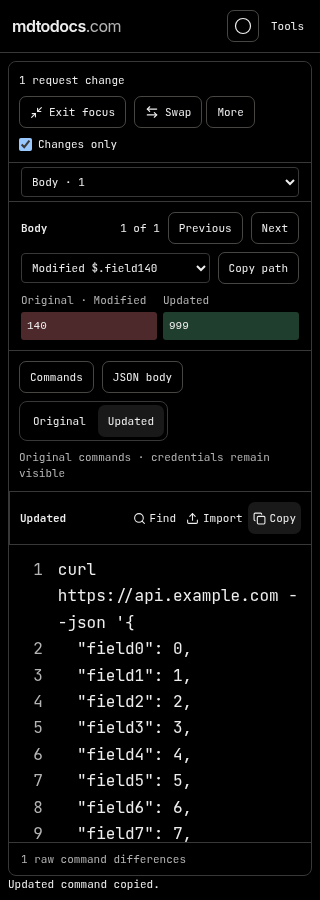 mdtodocs.com
Tools
1 request change
Exit focus Swap More
Changes only
Body · 1
Body 1 of 1 Previous Next
Modified $.field140 Copy path
Original · Modified Updated
140 999
Commands JSON body
Original Updated
Original commands · credentials remain
visible
Updated Find Import Copy
1 curl
https://api.example.com -
-json '{
2 "field0": 0,
3 "field1": 1,
4 "field2": 2,
5 "field3": 3,
6 "field4": 4,
7 "field5": 5,
8 "field6": 6,
9 "field7": 7,
1 raw command differences
Updated command copied.